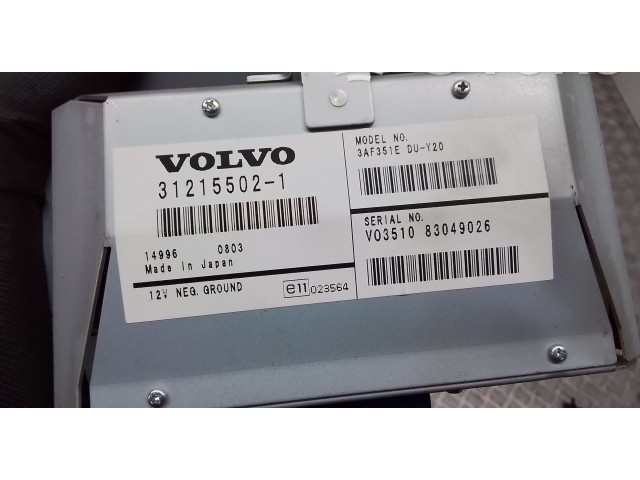 VOLVO
31215502-1
14996 0803
Made in Japan
12V NEG. GROUND
e11 023564
MODEL NO.
3AF351E DU-Y20
SERIAL NO.
VO3510 83049026